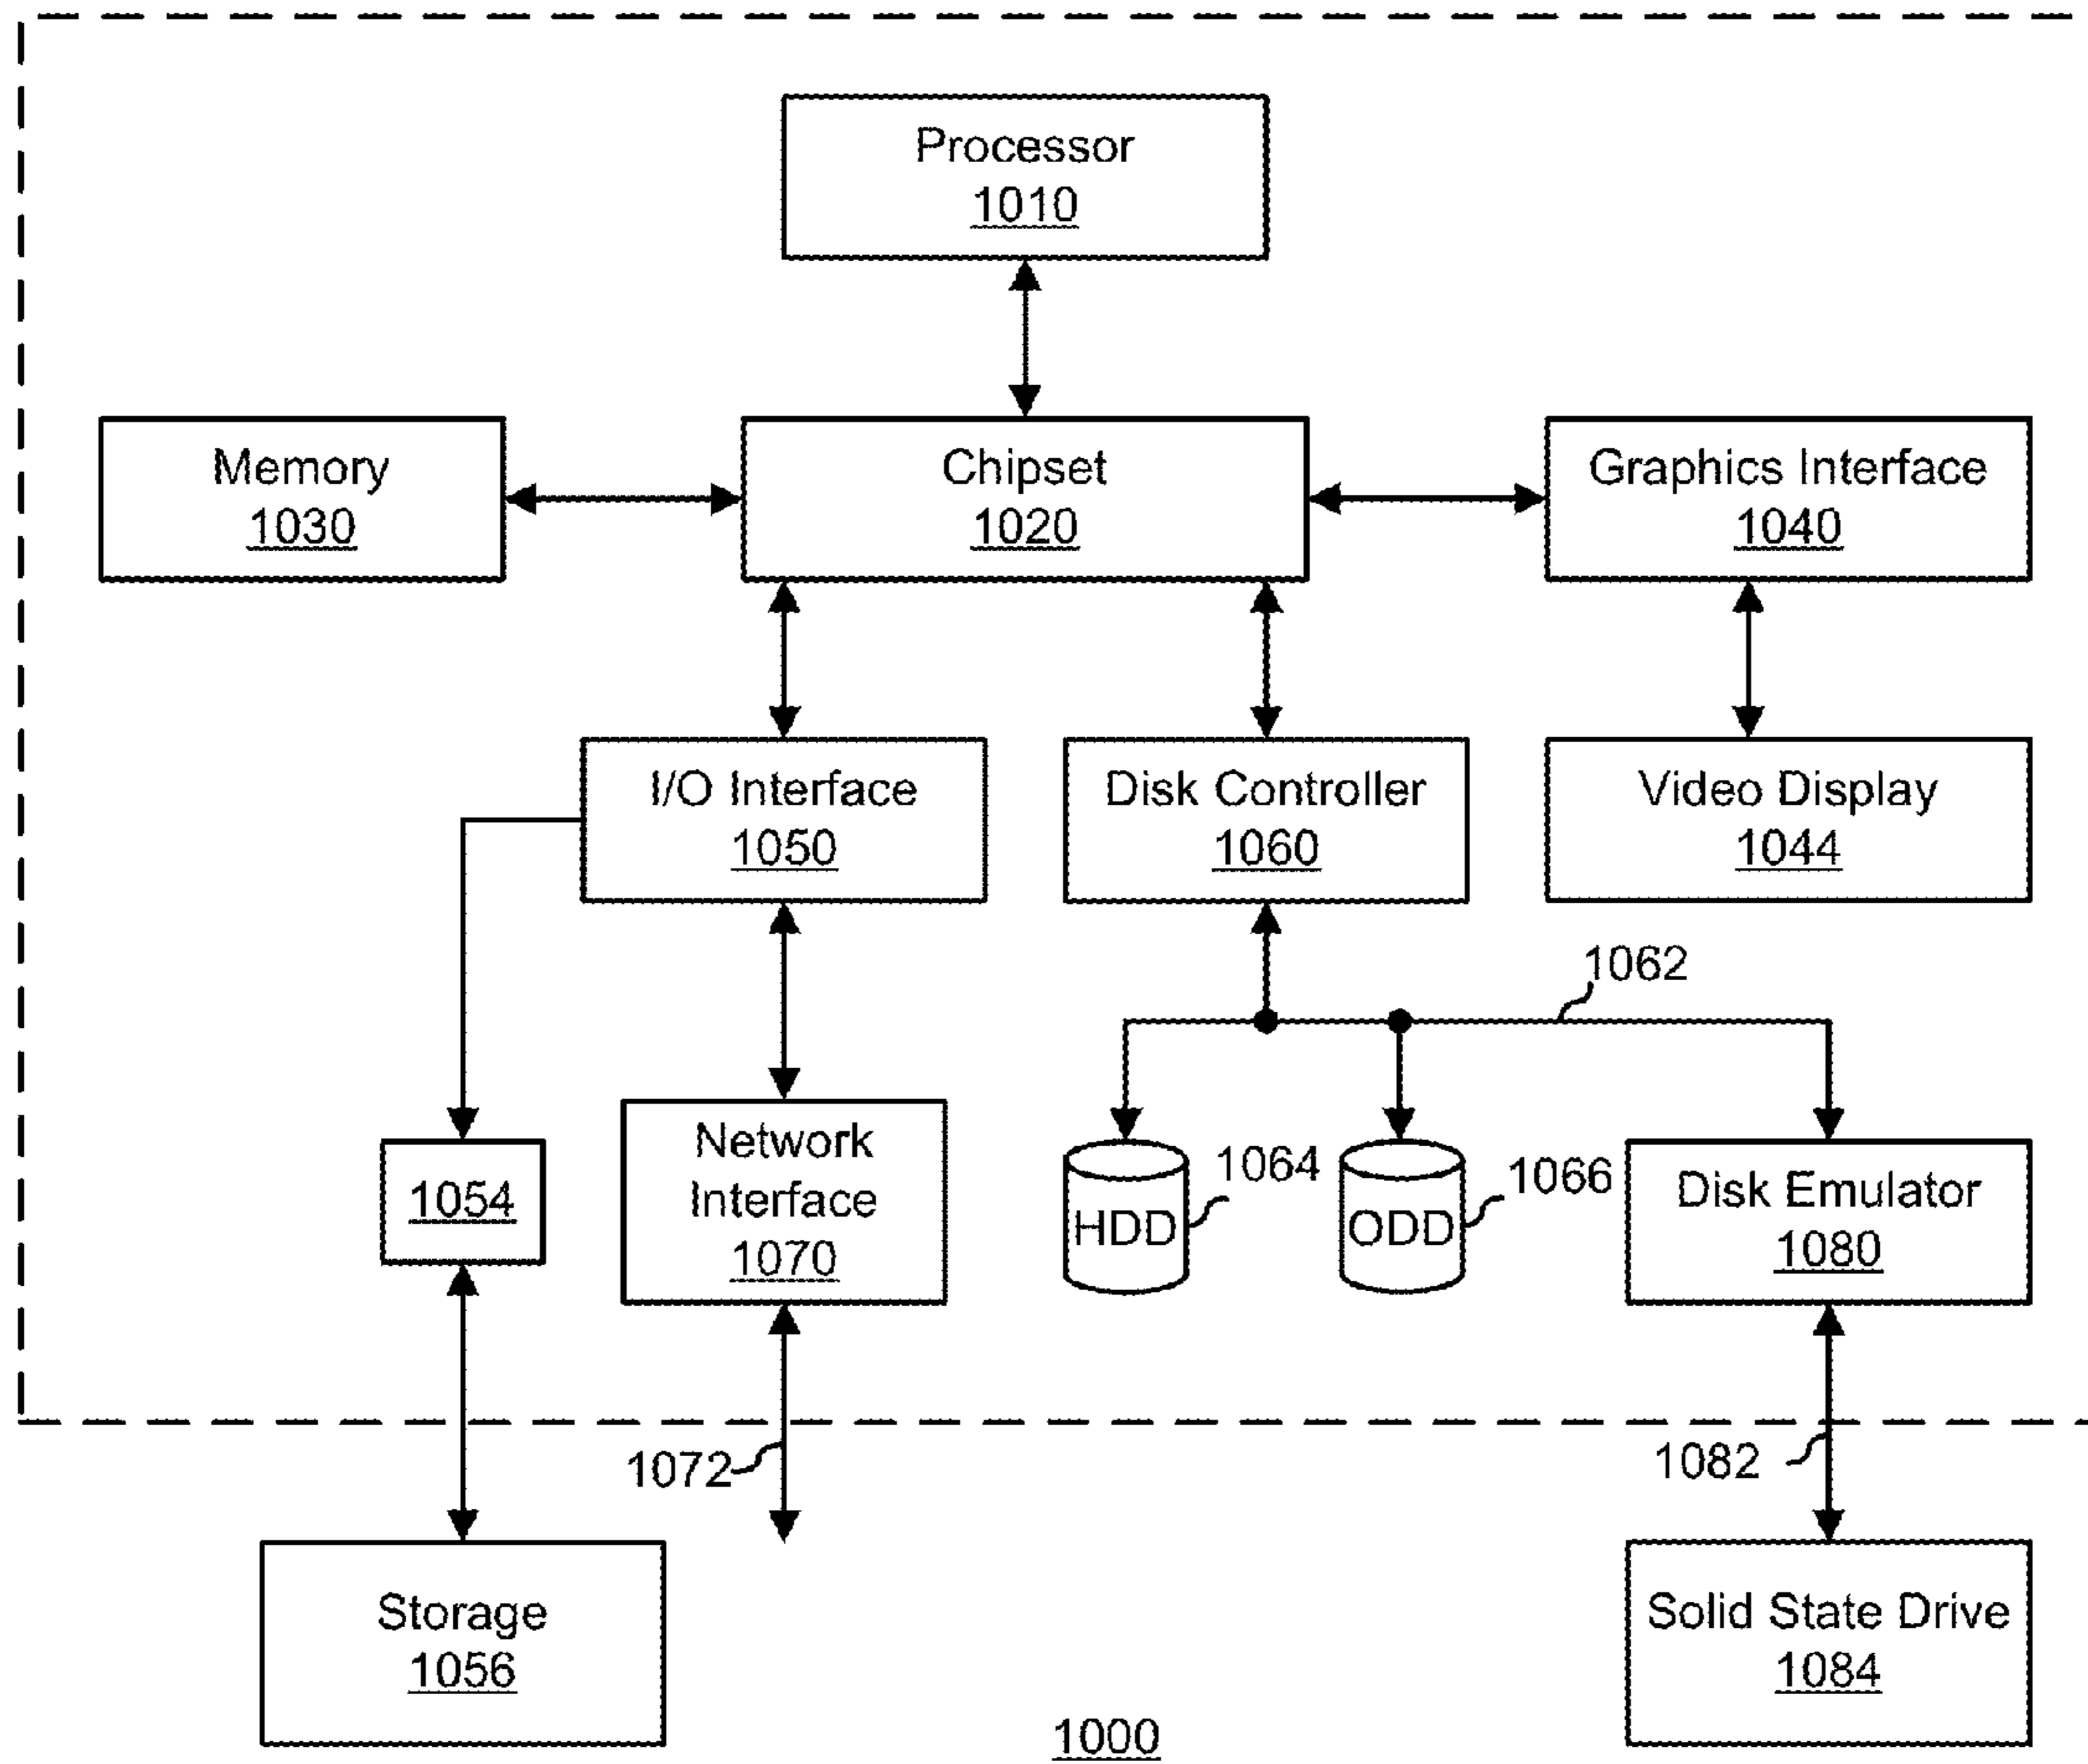 Processor
1010
Memory
1030
Chipset
1020
Graphics Interface
1040
I/O Interface
1050
Disk Controller
1060
Video Display
1044
1062
1054
Network
Interface
1070
HDD
1064
ODD
1066
Disk Emulator
1080
1072
1082
Storage
1056
Solid State Drive
1084
1000